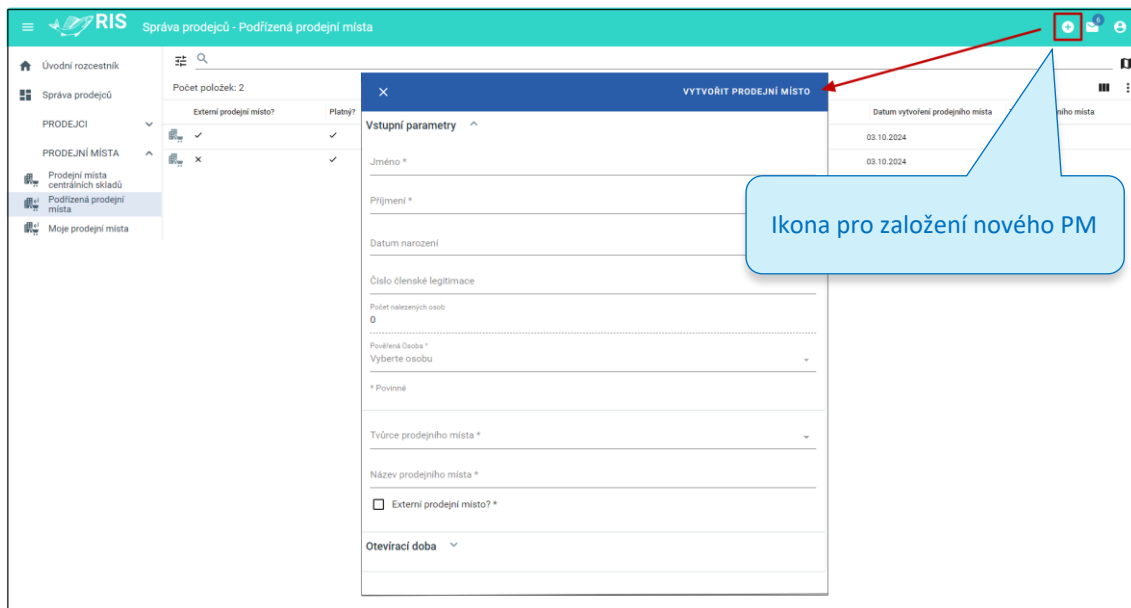 RIS
Správa prodejců - Podřízená prodejní místa
6
Úvodní rozcestník
Správa prodejců
PRODEJCI
PRODEJNÍ MÍSTA
Prodejní místa
centrálních skladů
Podřízená prodejní
místa
Moje prodejní místa
Počet položek: 2
Externí prodejní místo?
Platný?
Datum vytvoření prodejního místa
ního místa
03.10.2024
03.10.2024
VYTVOŘIT PRODEJNÍ MÍSTO
Vstupní parametry
Jméno *
Příjmení *
Datum narození
Číslo členské legitimace
Počet nalezených osob
0
Pověřená Osoba *
Vyberte osobu
* Povinné
Tvůrce prodejního místa *
Název prodejního místa *
Externí prodejní místo? *
Otevírací doba
Ikona pro založení nového PM